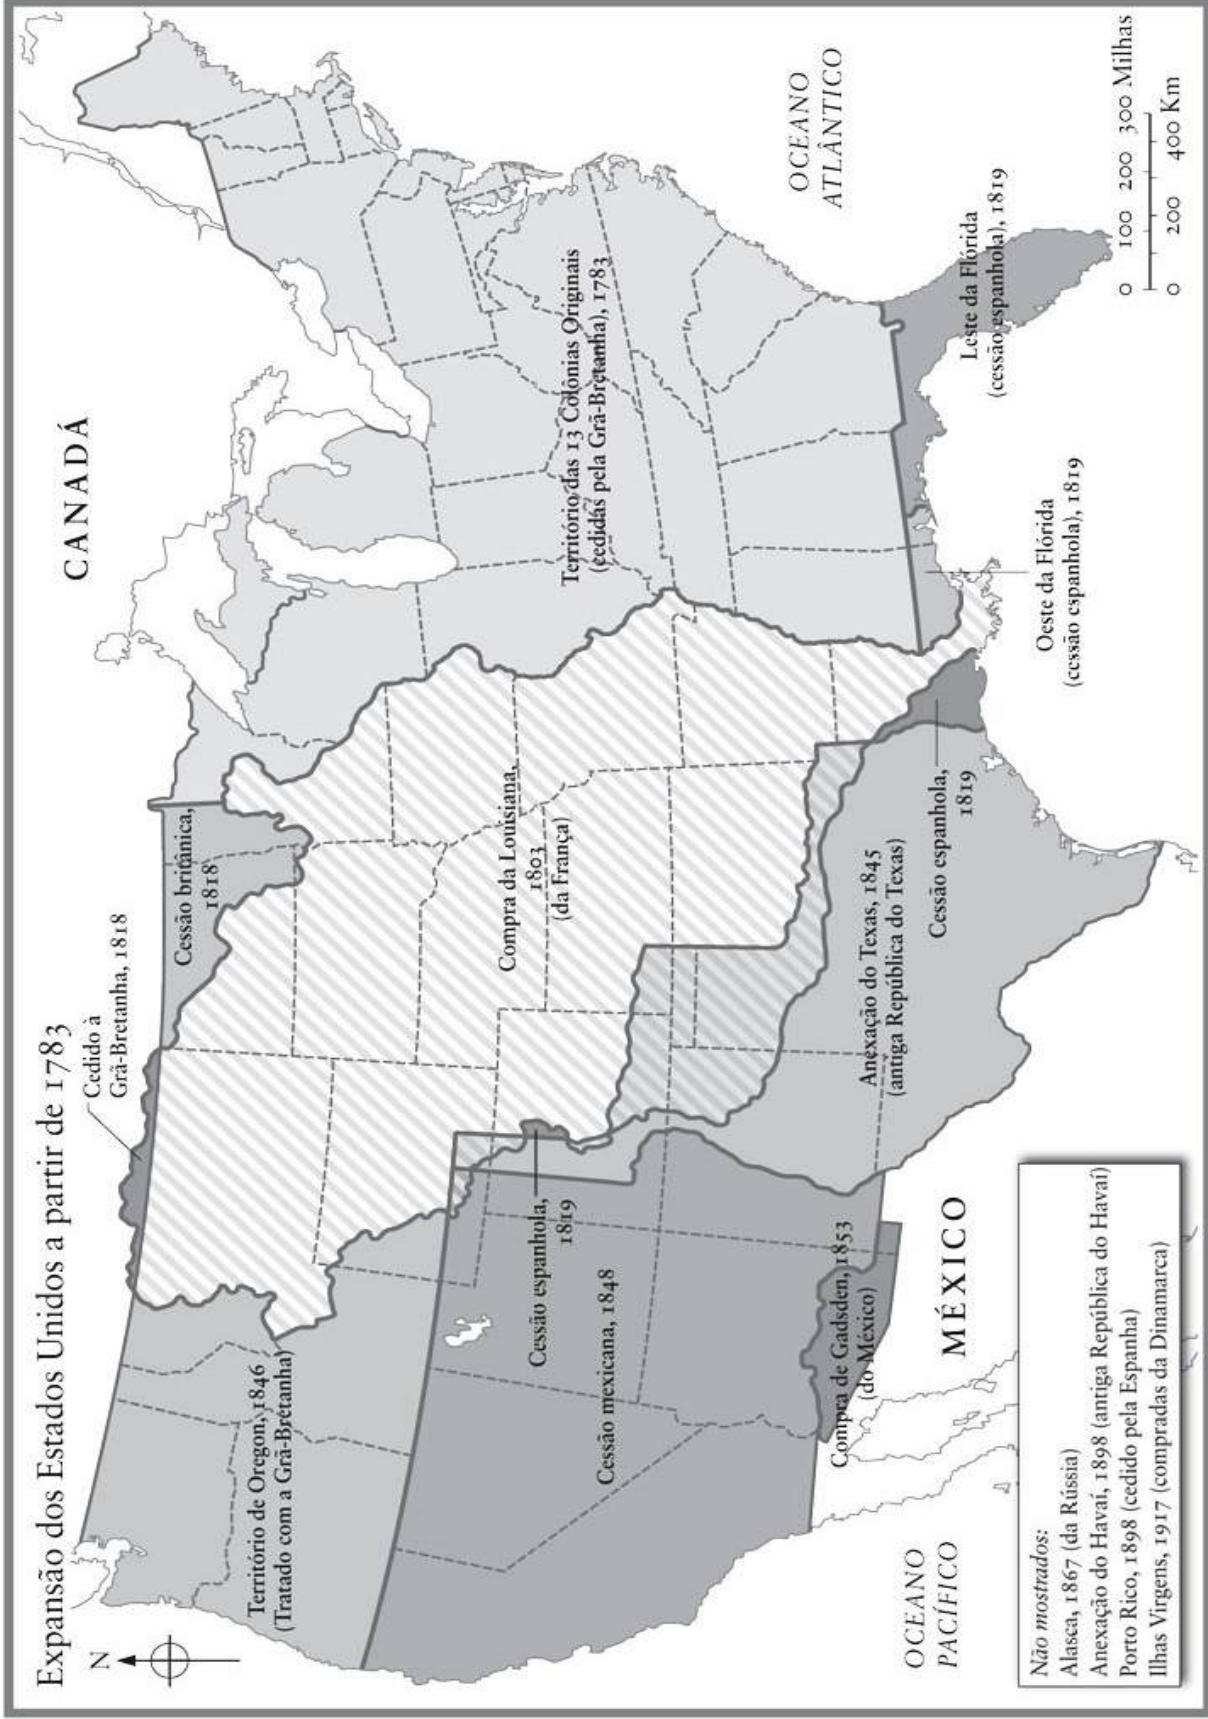 Expansão dos Estados Unidos a partir de 1783
N
CANADÁ
Cedido à
Grã-Bretanha, 1818
Cessão britânica,
1818
Território de Oregon, 1846
(Tratado com a Grã-Bretanha)
Compra da Louisiana,
1803
(da França)
Território das 13 Colônias Originais
(cedidas pela Grã-Bretanha), 1783
Cessão espanhola,
1819
Cessão mexicana, 1848
Compra de Gadsden, 1853
(do México)
Anexação do Texas, 1845
(antiga República do Texas)
Cessão espanhola,
1819
Oeste da Flórida
(cessão espanhola), 1819
Leste da Flórida
(cessão espanhola), 1819
OCEANO
ATLÂNTICO
OCEANO
PACÍFICO
MÉXICO
Não mostrados:
Alasca, 1867 (da Rússia)
Anexação do Havaí, 1898 (antiga República do Havaí)
Porto Rico, 1898 (cedido pela Espanha)
Ilhas Virgens, 1917 (compradas da Dinamarca)
0 100 200 300 Milhas
0 200 400 Km